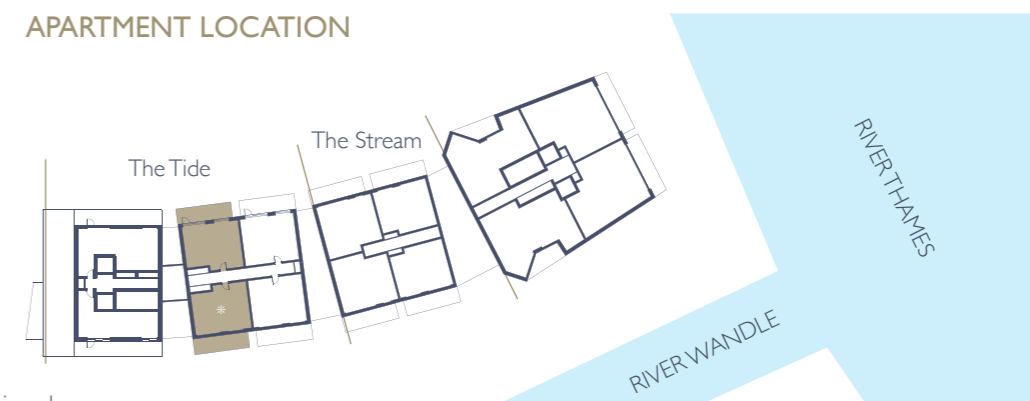 APARTMENT LOCATION
The Stream
The Tide
RIVER THAMES
RIVER WANDLE